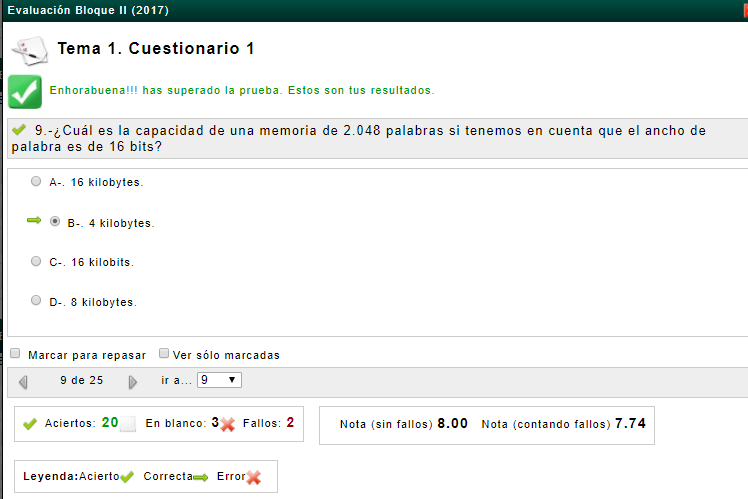 Evaluación Bloque II (2017)
Tema 1. Cuestionario 1
Enhorabuena!!! has superado la prueba. Estos son tus resultados.
9.-¿Cuál es la capacidad de una memoria de 2.048 palabras si tenemos en cuenta que el ancho de
palabra es de 16 bits?
A-. 16 kilobytes.
B-. 4 kilobytes.
C-. 16 kilobits.
D-. 8 kilobytes.
Marcar para repasar Ver sólo marcadas
9 de 25 ir a... 9
Aciertos: 20 En blanco: 3 Fallos: 2 Nota (sin fallos) 8.00 Nota (contando fallos) 7.74
Leyenda:Acierto Correcta Error